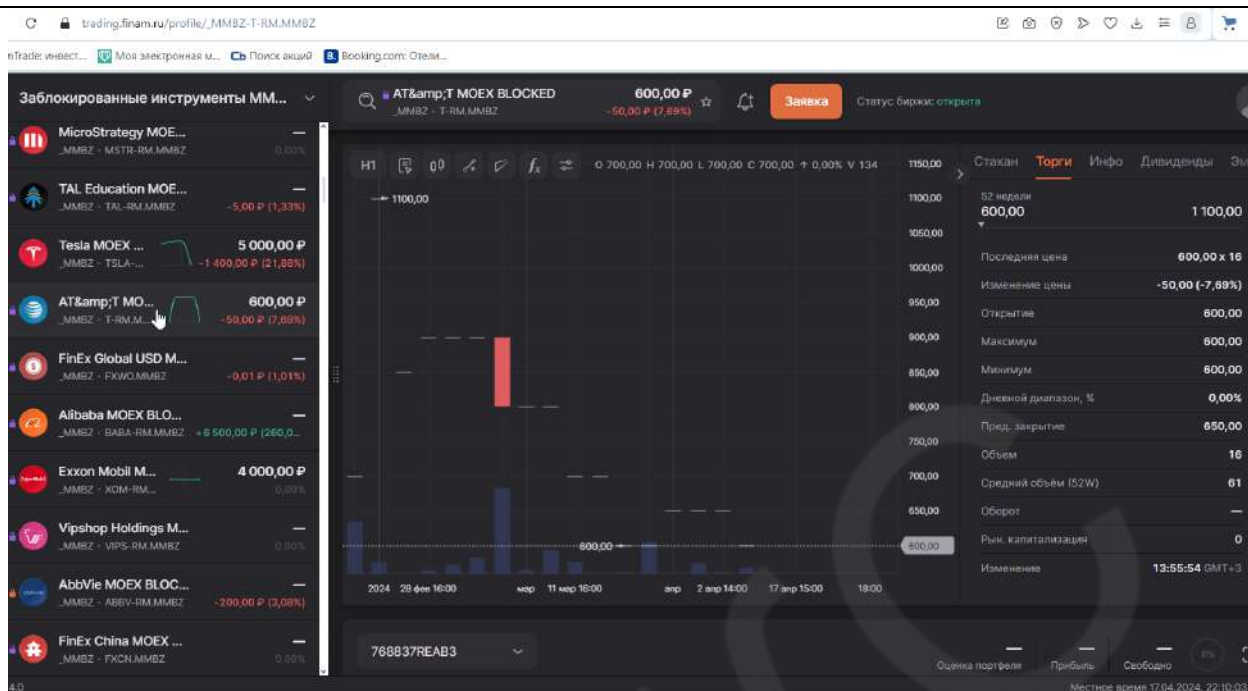 trading.finam.ru/profile/_MMBZ-T-RM.MMBZ
nTrade: инвест... Моя электронная м... Сь Поиск акций B. Booking.com: Отели...
Заблокированные инструменты ММ...
MicroStrategy MOE... —
_MMBZ - MSTR-RM.MMBZ 0,00%
TAL Education MOE... —
_MMBZ - TAL-RM.MMBZ -5,00 ₽ (1,33%)
Tesla MOEX ... 5 000,00 ₽
_MMBZ - TSLA-... -1 400,00 ₽ (21,88%)
AT&amp;T MO... 600,00 ₽
_MMBZ - T-RM.M... -50,00 ₽ (7,69%)
FinEx Global USD M... —
_MMBZ - FXWO.MMBZ -0,01 ₽ (1,01%)
Alibaba MOEX BLO... —
_MMBZ - BABA-RM.MMBZ +6 500,00 ₽ (260,0...
Exxon Mobil M... 4 000,00 ₽
_MMBZ - XOM-RM.... 0,00%
Vipshop Holdings M... —
_MMBZ - VIPS-RM.MMBZ 0,00%
AbbVie MOEX BLOC... —
_MMBZ - ABBV-RM.MMBZ -200,00 ₽ (3,08%)
FinEx China MOEX ... —
_MMBZ - FXCN.MMBZ 0,00%
4.0
AT&amp;T MOEX BLOCKED 600,00 ₽
_MMBZ - T-RM.MMBZ -50,00 ₽ (7,69%)
Заявка
Статус биржи: открыта
H1 fx O 700,00 H 700,00 L 700,00 C 700,00 0,00% V 134
1100,00
600,00
1150,00
1100,00
1050,00
1000,00
950,00
900,00
850,00
800,00
750,00
700,00
650,00
600,00
2024 28 фев 16:00 мар 11 мар 16:00 апр 2 апр 14:00 17 апр 15:00 18:00
Стакан Торги Инфо Дивиденды Эм
52 недели
600,00 1 100,00
Последняя цена 600,00 x 16
Изменение цены -50,00 (-7,69%)
Открытие 600,00
Максимум 600,00
Минимум 600,00
Дневной диапазон, % 0,00%
Пред. закрытие 650,00
Объем 16
Средний объём (52W) 61
Оборот —
Рын. капитализация 0
Изменение 13:55:54 GMT+3
768837REAB3
Оценка портфеля Прибыль Свободно 0%
Местное время 17.04.2024, 22:10:03